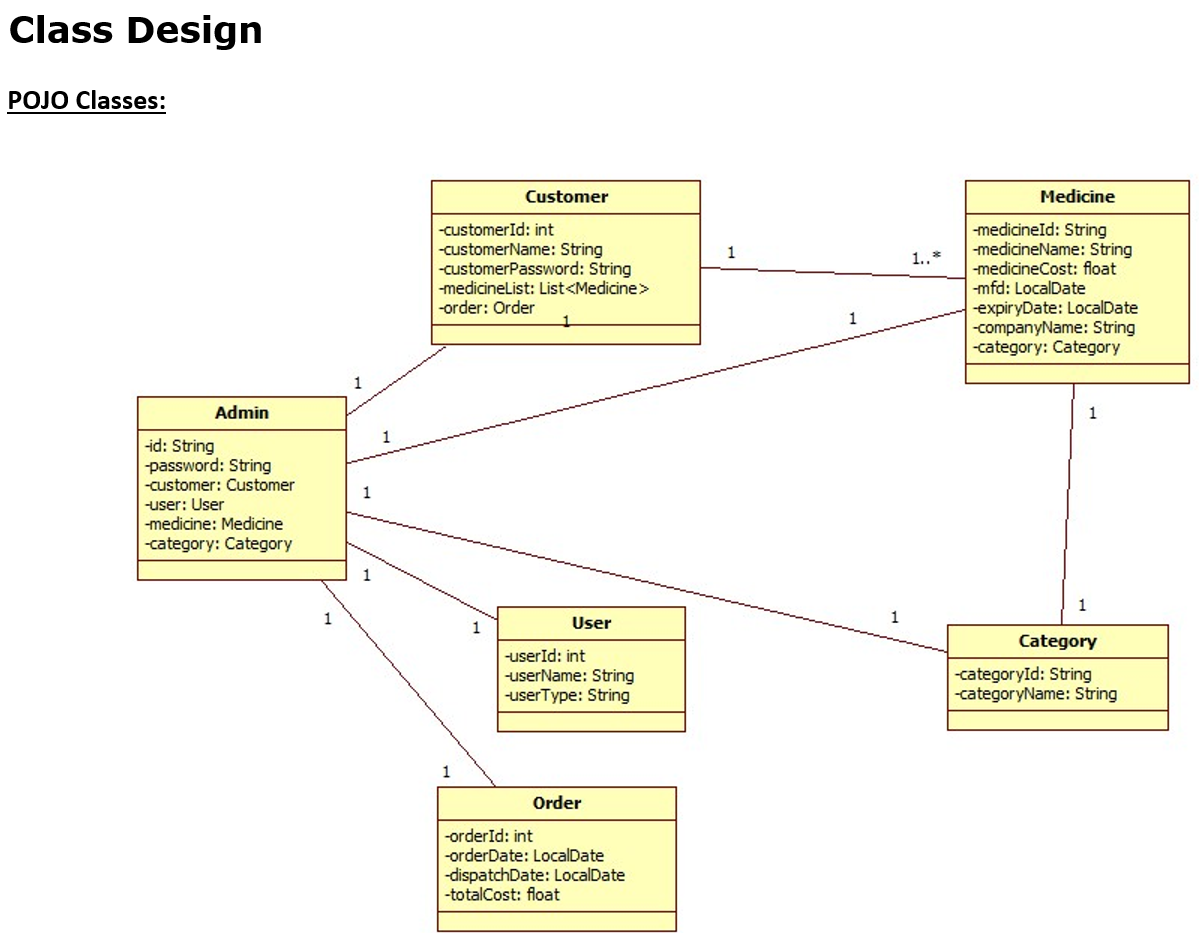 Class Design
POJO Classes:
Customer
-customerId: int
-customerName: String
-customerPassword: String
-medicineList: List<Medicine>
-order: Order
1
1
1..*
Medicine
-medicineId: String
-medicineName: String
-medicineCost: float
-mfd: LocalDate
-expiryDate: LocalDate
-companyName: String
-category: Category
1
1
1
1
Admin
-id: String
-password: String
-customer: Customer
-user: User
-medicine: Medicine
-category: Category
1
1
1
1
1
1
1
User
-userId: int
-userName: String
-userType: String
Category
-categoryId: String
-categoryName: String
1
Order
-orderId: int
-orderDate: LocalDate
-dispatchDate: LocalDate
-totalCost: float